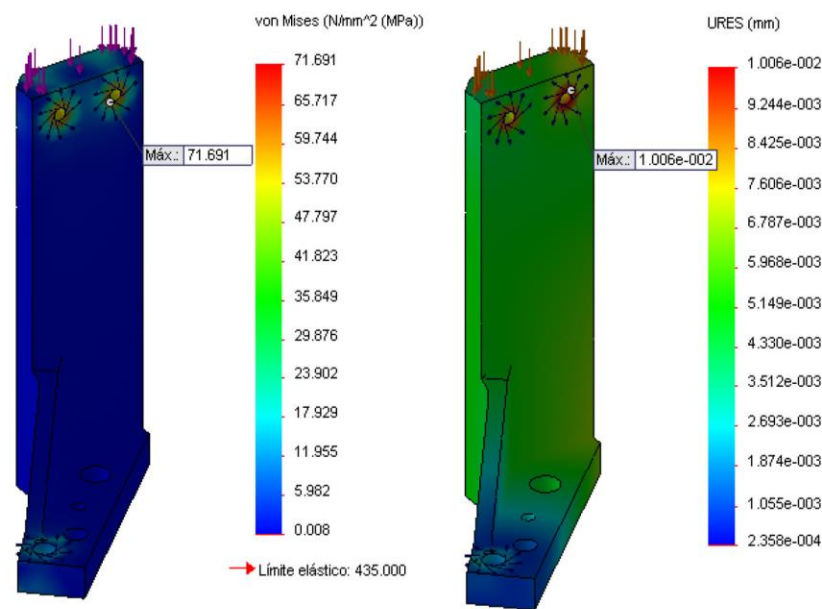 von Mises (N/mm^2 (MPa))
71.691
65.717
59.744
53.770
47.797
41.823
35.849
29.876
23.902
17.929
11.955
5.982
0.008
Límite elástico: 435.000
Máx.: 71.691
URES (mm)
1.006e-002
9.244e-003
8.425e-003
7.606e-003
6.787e-003
5.968e-003
5.149e-003
4.330e-003
3.512e-003
2.693e-003
1.874e-003
1.055e-003
2.358e-004
Máx.: 1.006e-002